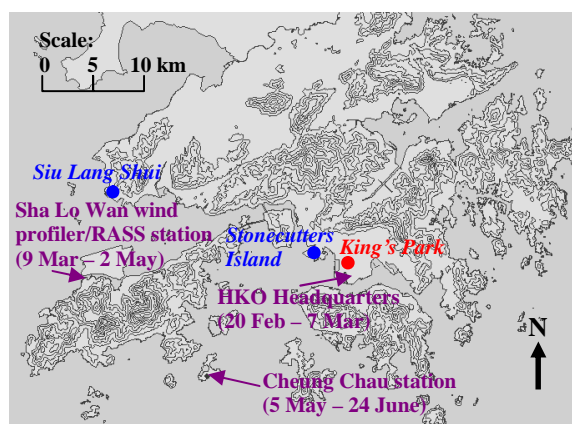 Scale:
0 5 10 km
Siu Lang Shui
Sha Lo Wan wind
profiler/RASS station
(9 Mar – 2 May)
Stonecutters
Island
King's Park
HKO Headquarters
(20 Feb – 7 Mar)
N
Cheung Chau station
(5 May – 24 June)